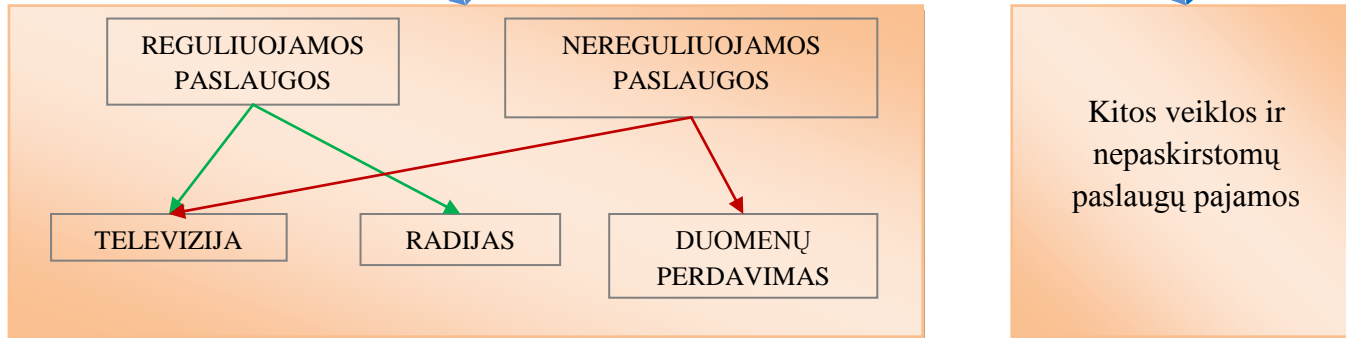 REGULIUOJAMOS
PASLAUGOS
NEREGULIUOJAMOS
PASLAUGOS
TELEVIZIJA
RADIJAS
DUOMENŲ
PERDAVIMAS
Kitos veiklos ir
nepaskirstomų
paslaugų pajamos